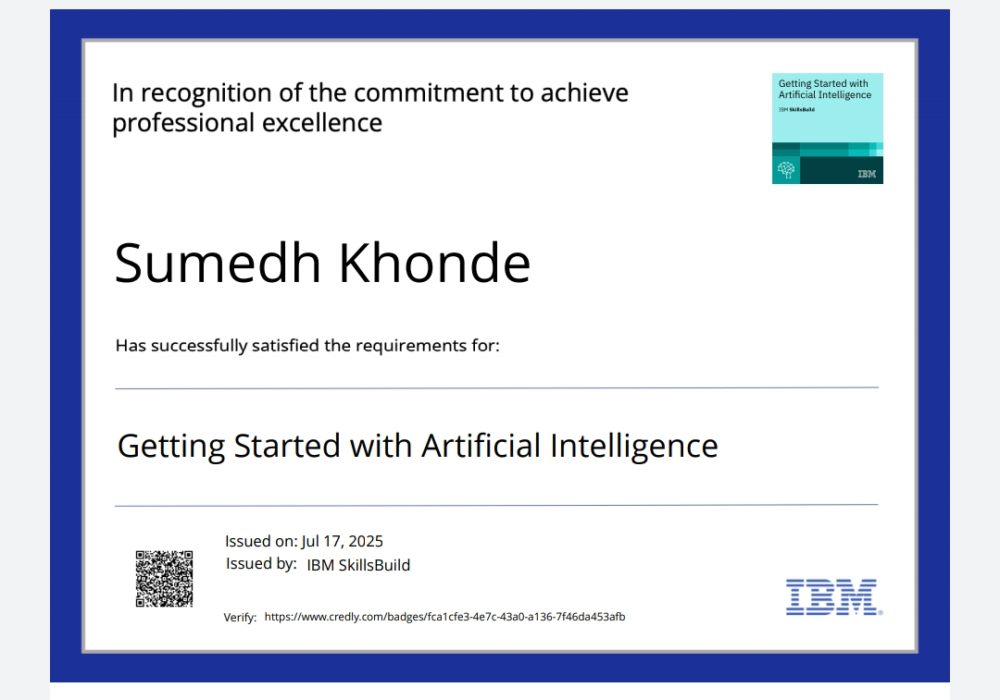 In recognition of the commitment to achieve
professional excellence
Getting Started with
Artificial Intelligence
IBM SkillsBuild
IBM
Sumedh Khonde
Has successfully satisfied the requirements for:
Getting Started with Artificial Intelligence
Issued on: Jul 17, 2025
Issued by: IBM SkillsBuild
Verify: https://www.credly.com/badges/fca1cfe3-4e7c-43a0-a136-7f46da453afb
IBM®